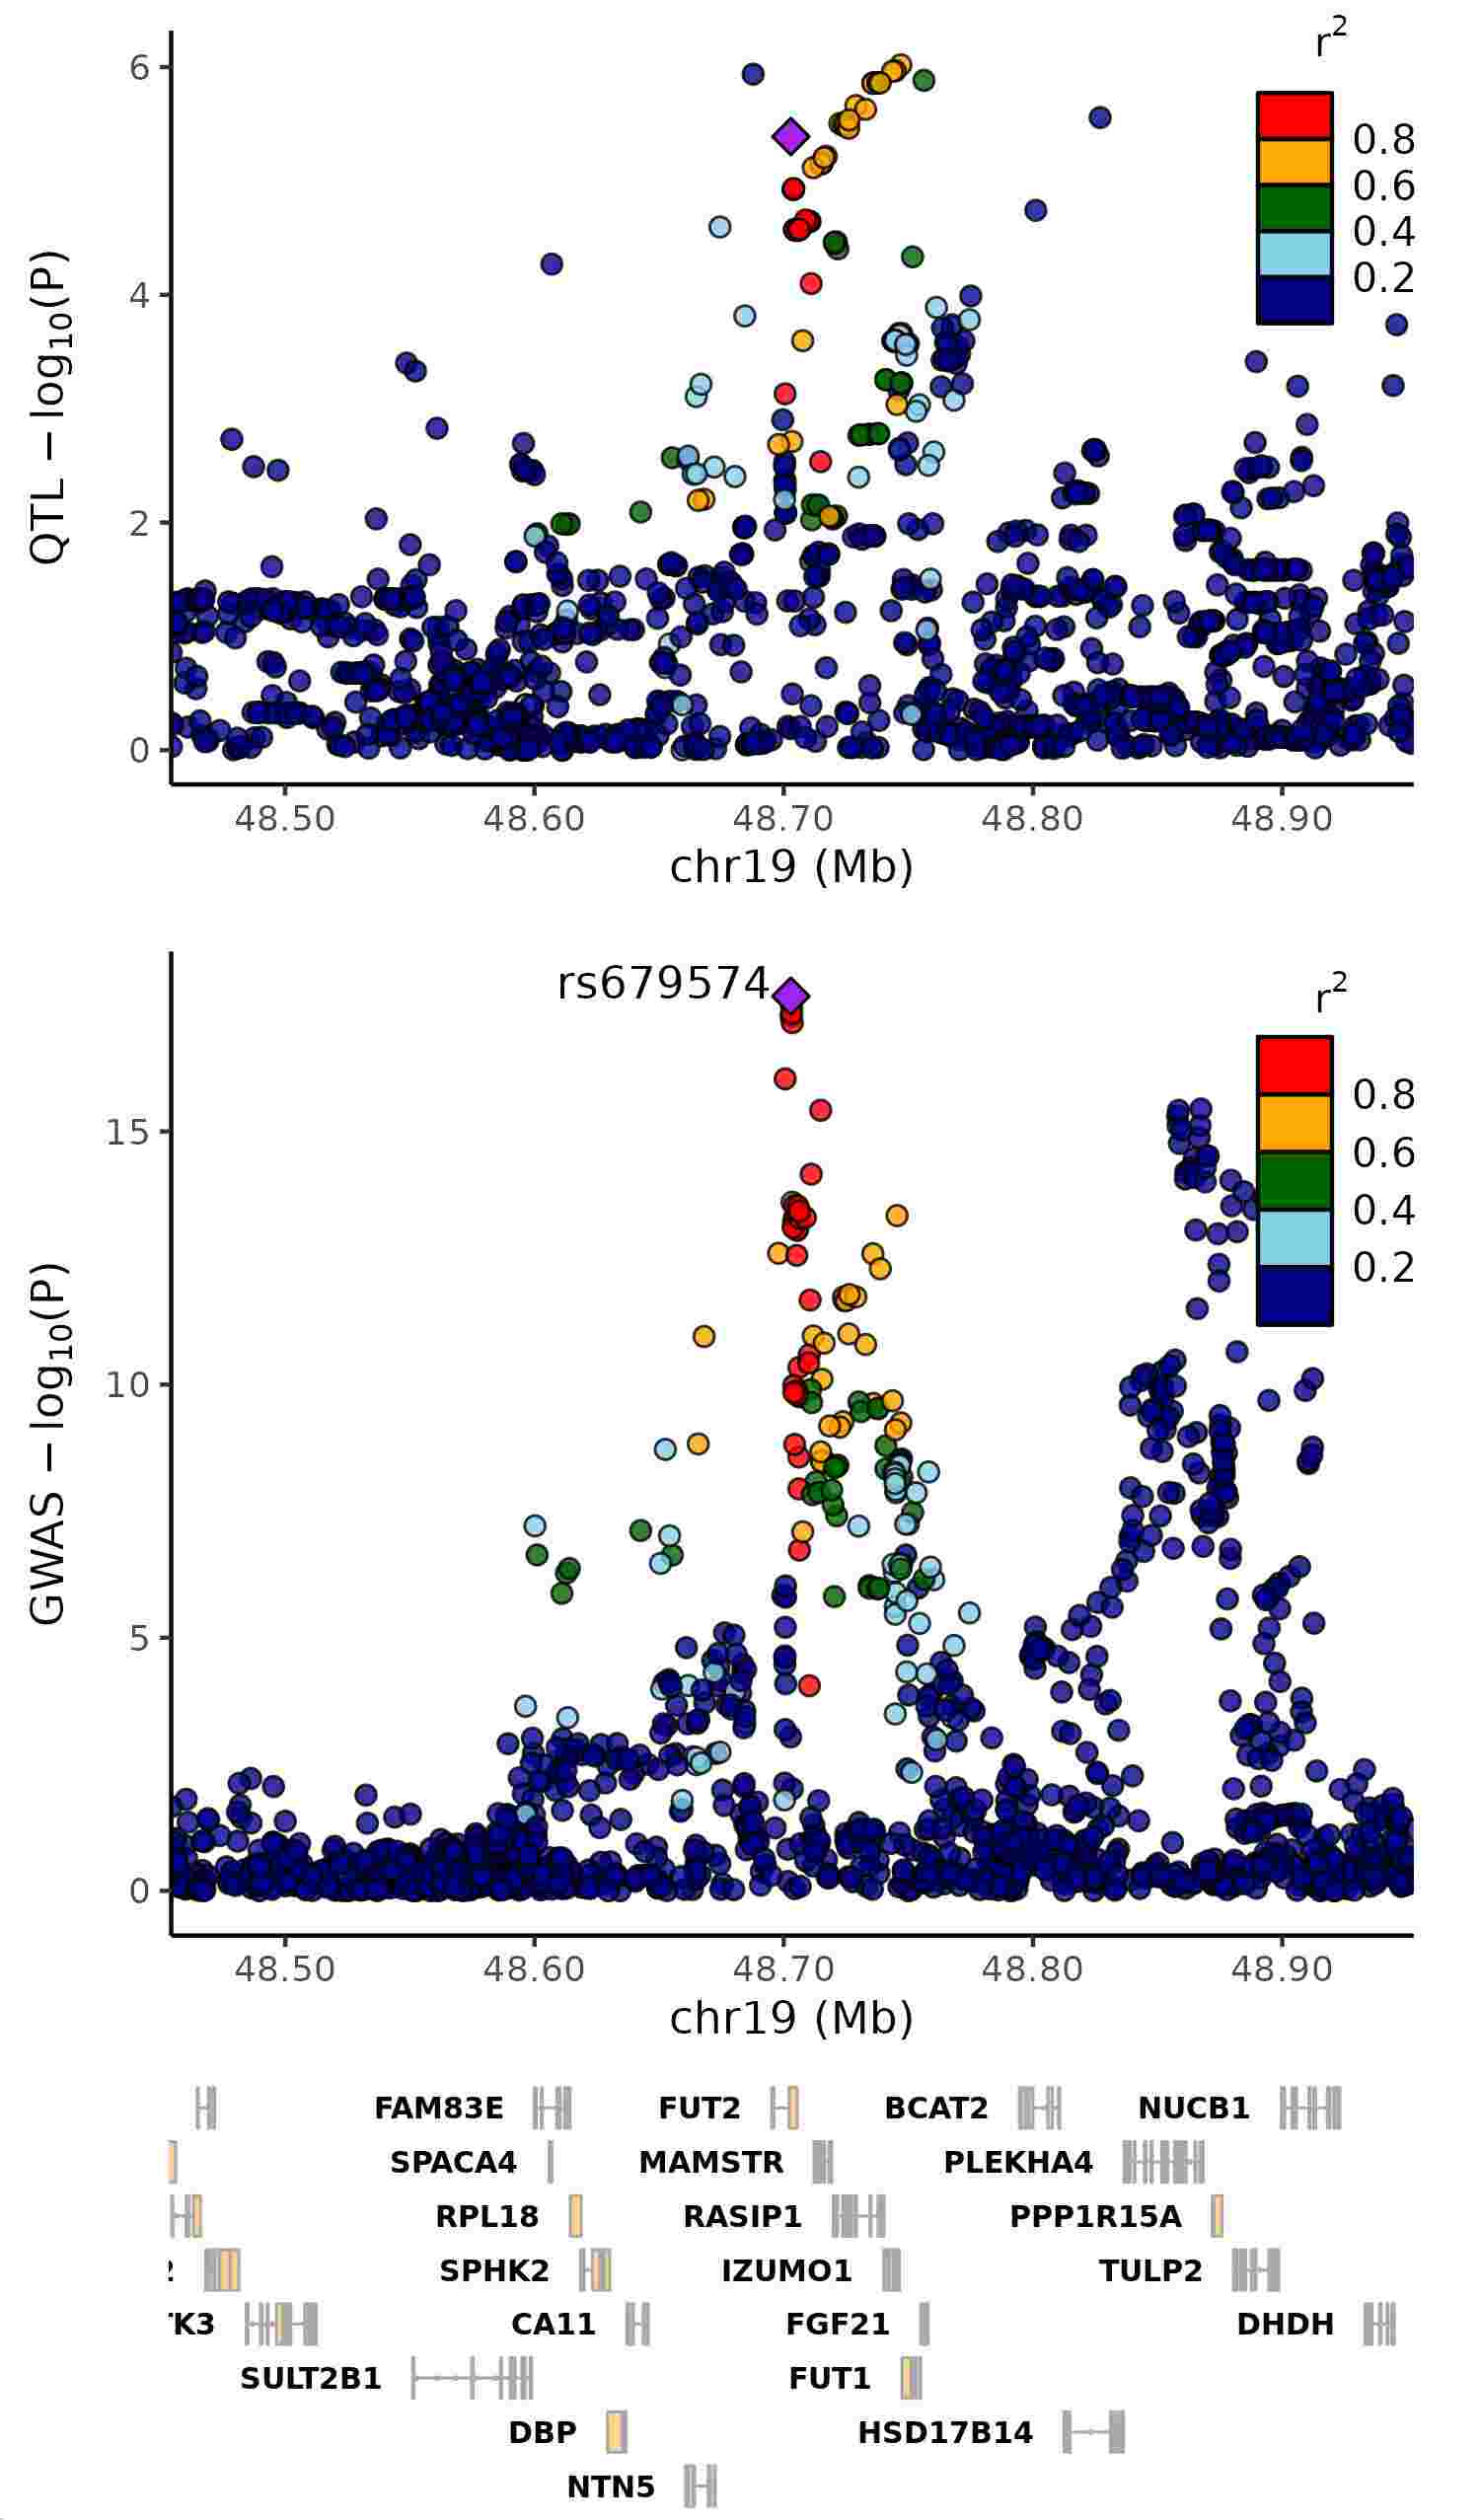 r²
6
0.8
0.6
0.4
0.2
4
2
0
QTL − log₁₀(P)
48.50 48.60 48.70 48.80 48.90
chr19 (Mb)
rs679574
r²
0.8
0.6
0.4
0.2
15
10
5
0
GWAS − log₁₀(P)
48.50 48.60 48.70 48.80 48.90
chr19 (Mb)
FAM83E FUT2 BCAT2 NUCB1
SPACA4 MAMSTR PLEKHA4
RPL18 RASIP1 PPP1R15A
SPHK2 IZUMO1 TULP2
K3 CA11 FGF21 DHDH
SULT2B1 FUT1
DBP HSD17B14
NTN5